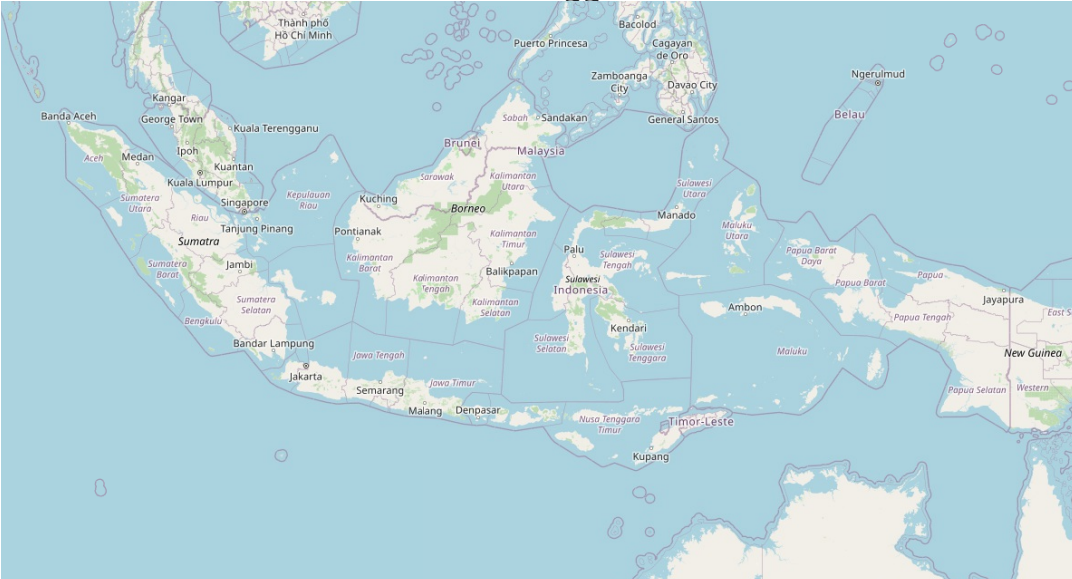 Thành phố
Hồ Chí Minh
Bacolod
Puerto Princesa
Cagayan
de Oro
Zamboanga
City
Davao City
Ngerulmud
Kangar
Banda Aceh
George Town
Kuala Terengganu
Sabah
Sandakan
General Santos
Belau
Brunei
Malaysia
Ipoh
Aceh
Medan
Kuantan
Kuala Lumpur
Sarawak
Kalimantan
Utara
Sulawesi
Utara
Sumatera
Utara
Kepulauan
Riau
Kuching
Singapore
Borneo
Manado
Riau
Tanjung Pinang
Pontianak
Maluku
Utara
Sumatra
Kalimantan
Timur
Palu
Papua Barat
Daya
Sumatera
Barat
Jambi
Kalimantan
Barat
Balikpapan
Sulawesi
Tengah
Papua
Kalimantan
Tengah
Sulawesi
Indonesia
Papua Barat
Sumatera
Selatan
Kalimantan
Selatan
Ambon
Jayapura
Bengkulu
Papua Tengah
East S
Kendari
Bandar Lampung
Sulawesi
Selatan
Sulawesi
Tenggara
Jawa Tengah
Maluku
New Guinea
Jakarta
Semarang
Jawa Timur
Papua Selatan
Western
Malang
Denpasar
Nusa Tenggara
Timur
Timor-Leste
Kupang